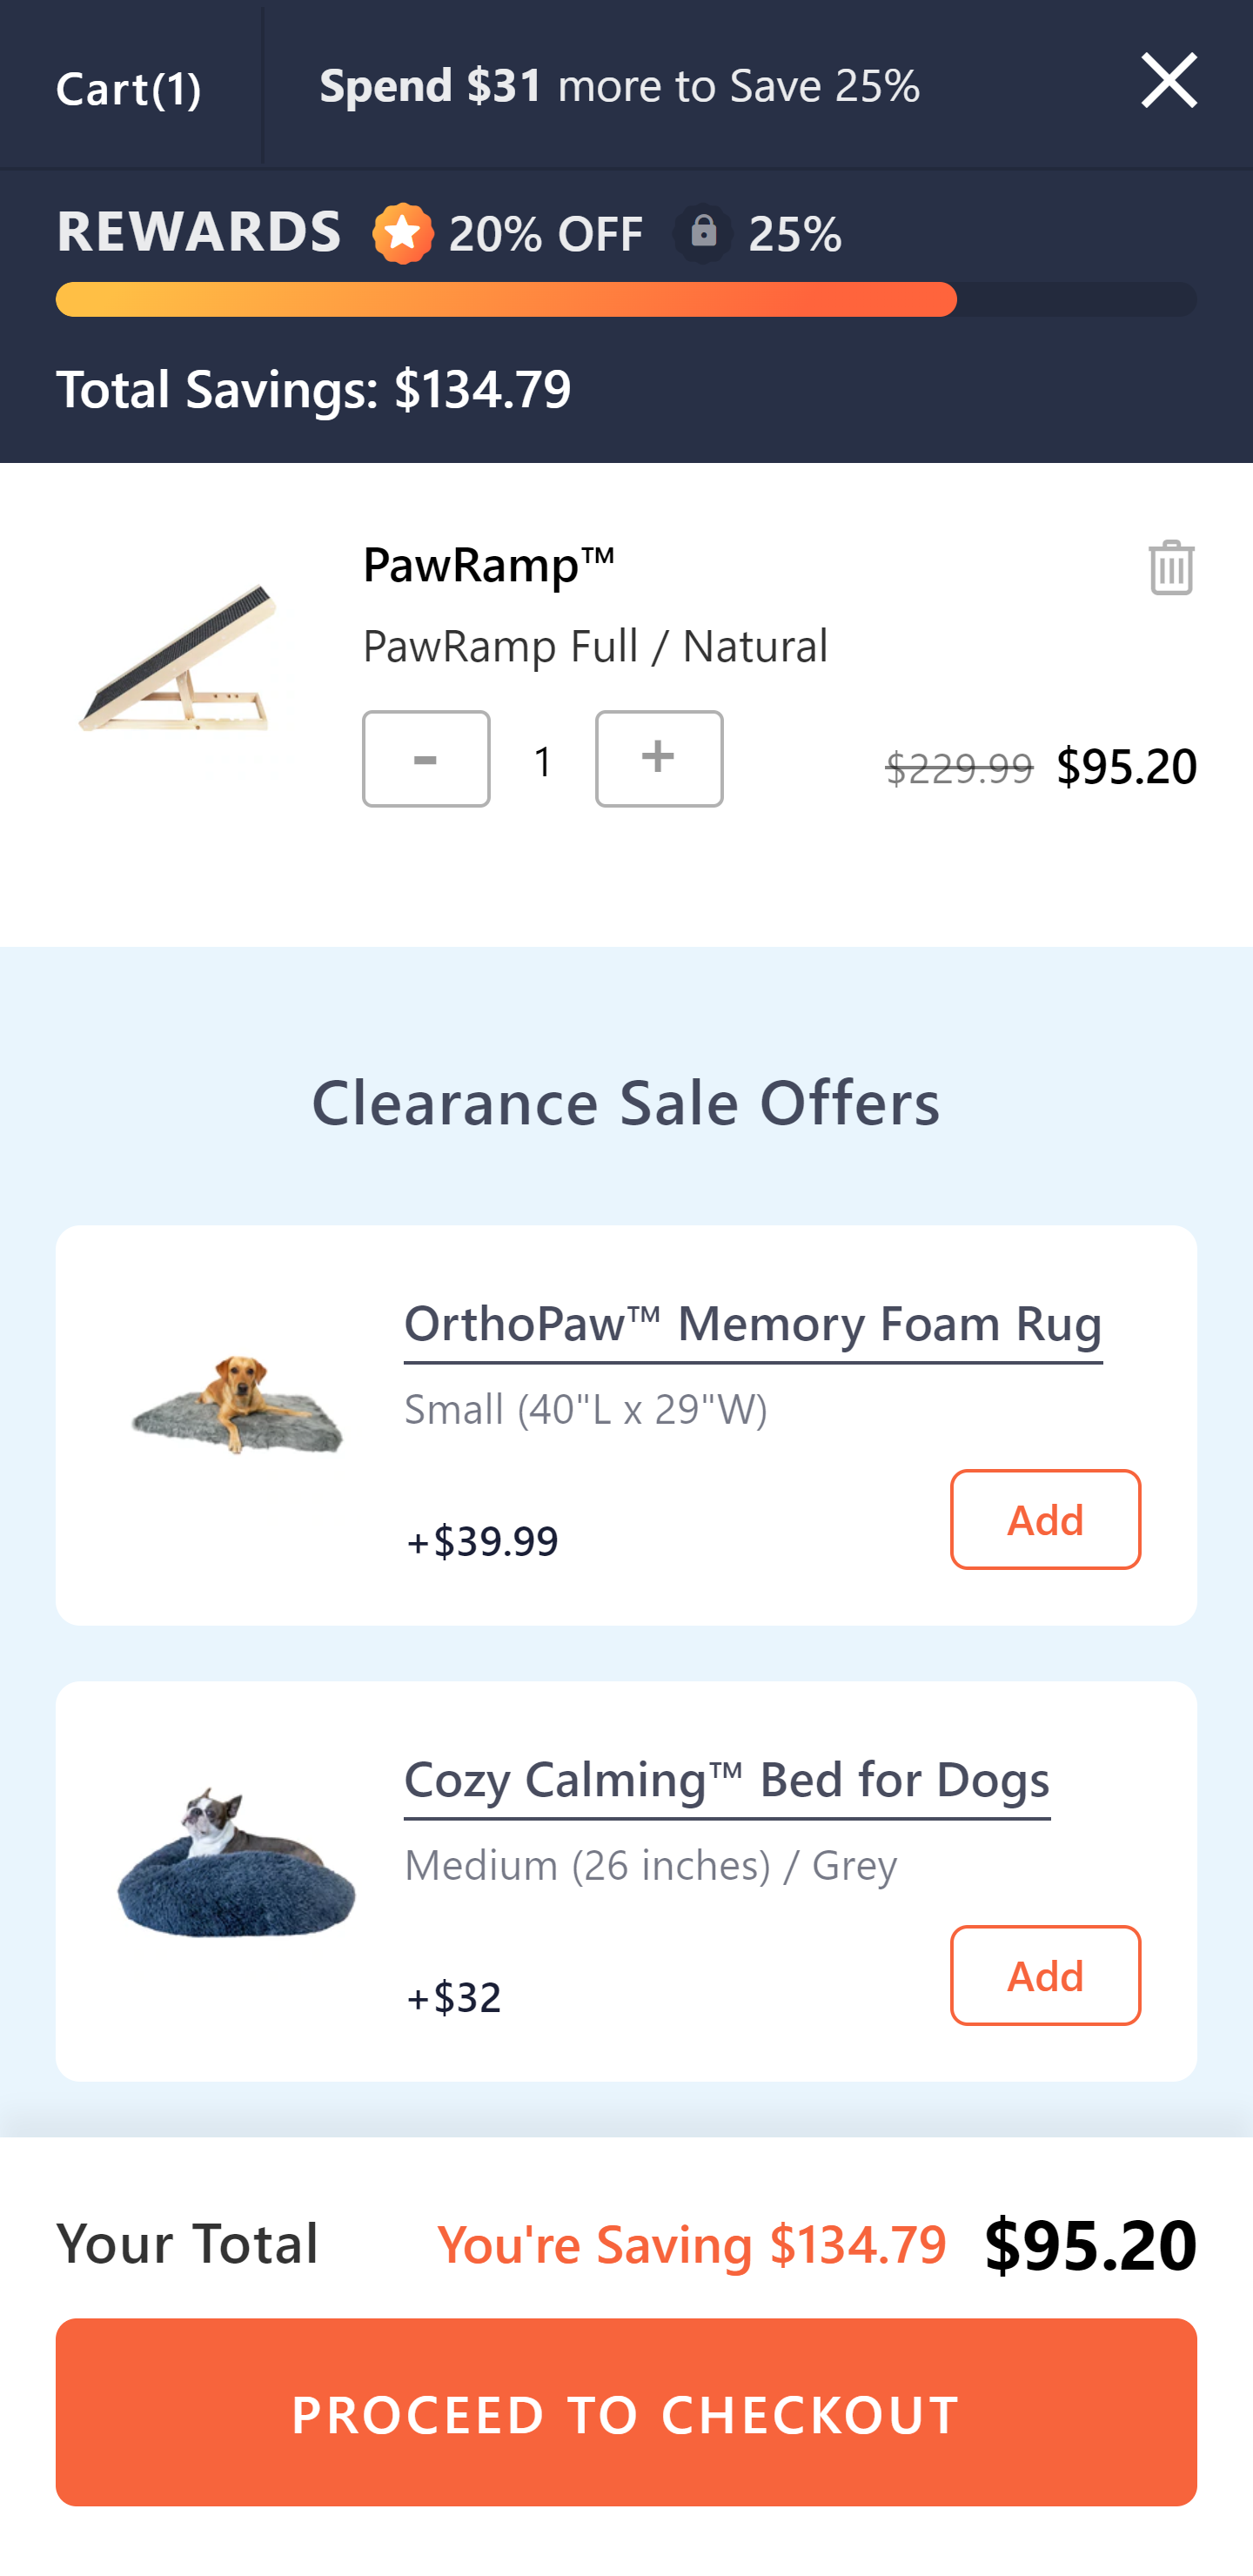 Cart(1)
Spend $31 more to Save 25%
REWARDS 20% OFF 25%
Total Savings: $134.79
PawRamp™
PawRamp Full / Natural
- 1 +
$229.99 $95.20
Clearance Sale Offers
OrthoPaw™ Memory Foam Rug
Small (40"L x 29"W)
+$39.99
Add
Cozy Calming™ Bed for Dogs
Medium (26 inches) / Grey
+$32
Add
Your Total You're Saving $134.79 $95.20
PROCEED TO CHECKOUT